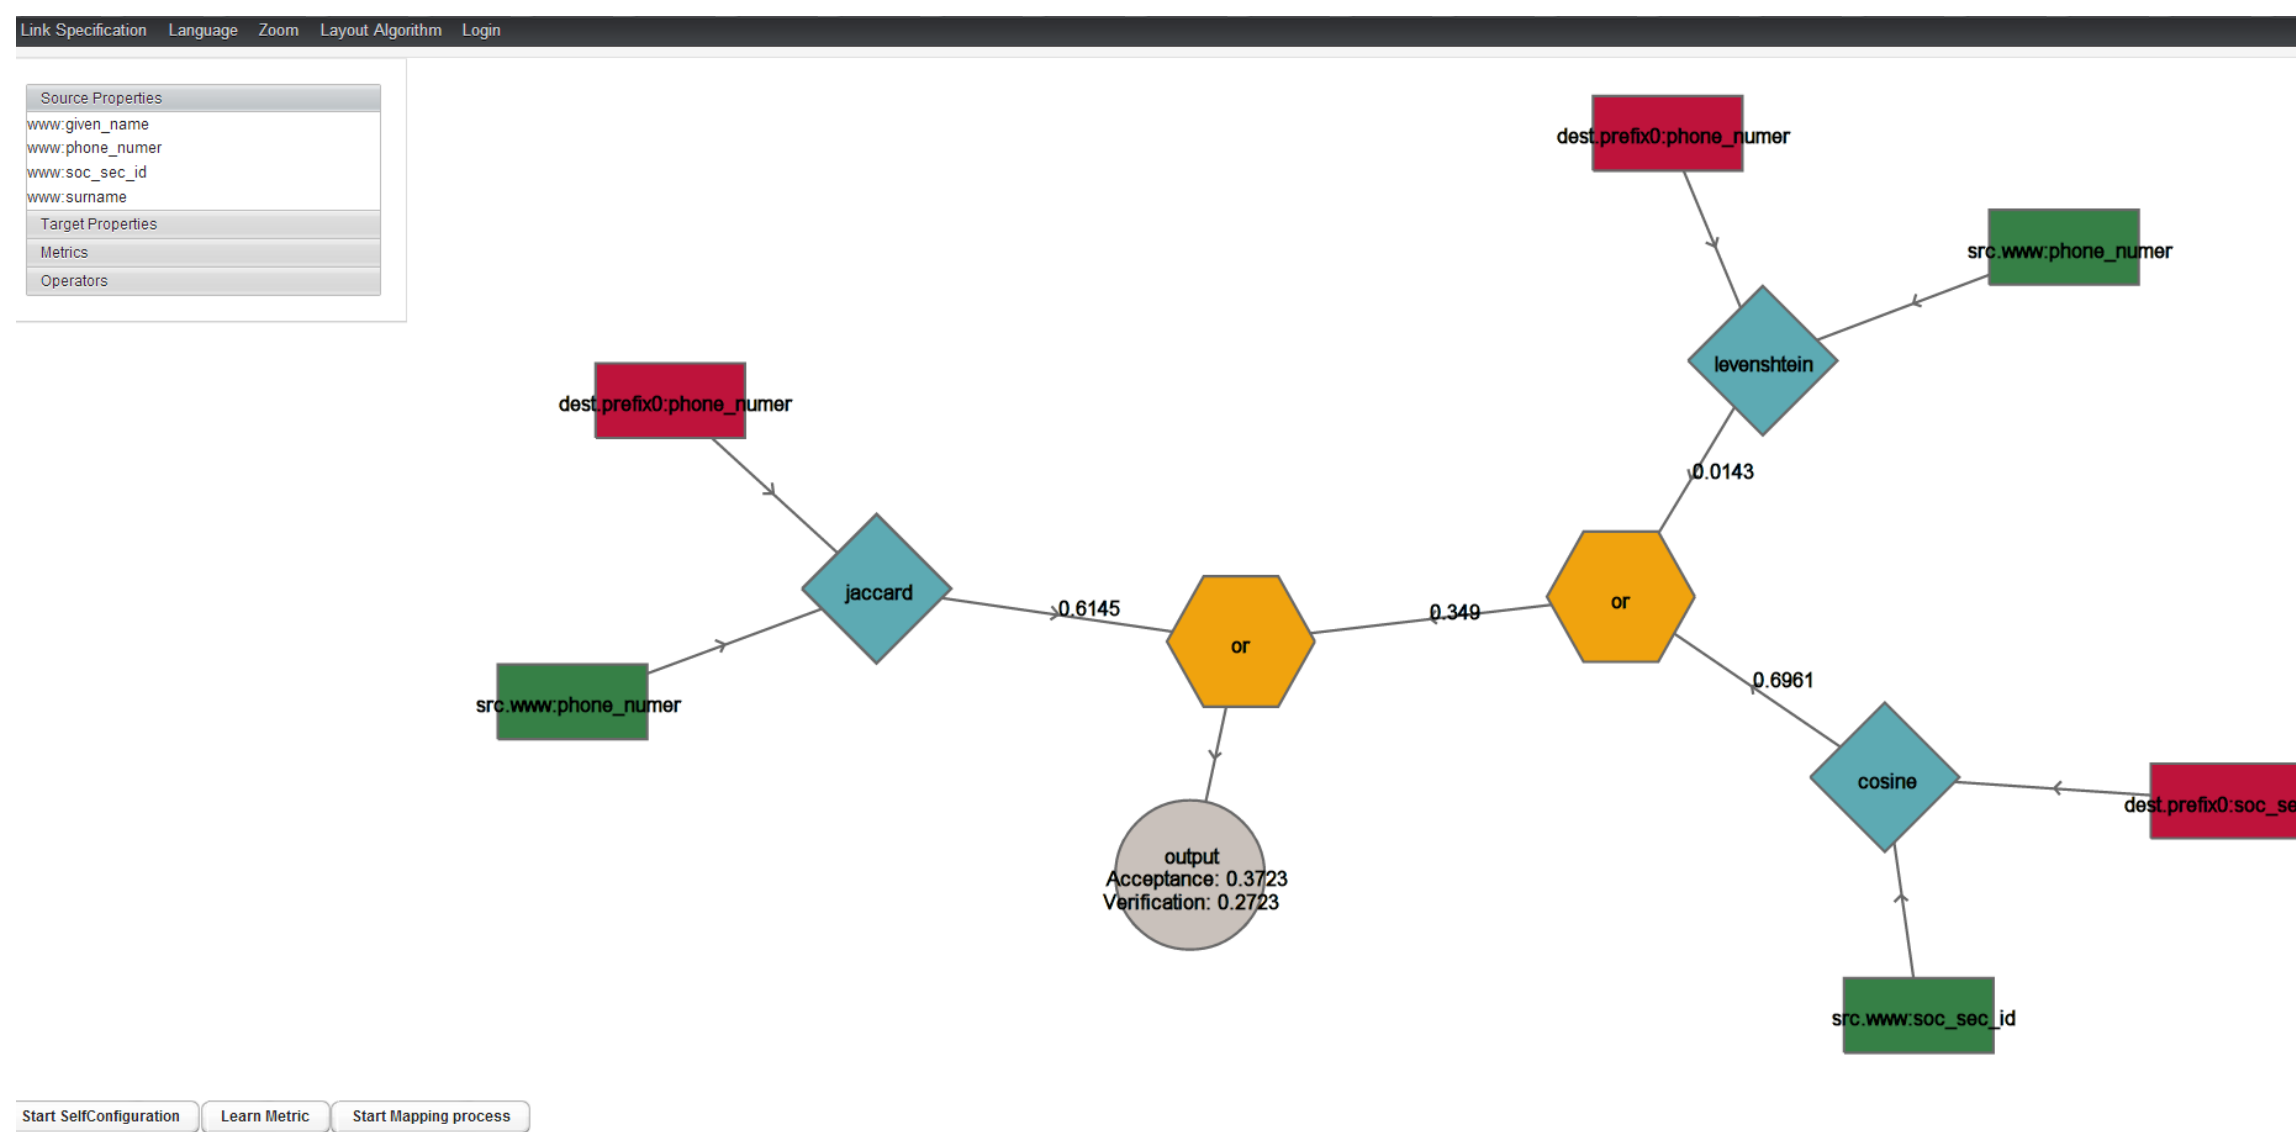 Link Specification Language Zoom Layout Algorithm Login
Source Properties
www:given_name
www:phone_numer
www:soc_sec_id
www:surname
Target Properties
Metrics
Operators
dest.prefix0:phone_numer
src.www:phone_numer
levenshtein
0.0143
dest.prefix0:phone_numer
jaccard
src.www:phone_numer
0.6145
or
0.349
or
0.6961
cosine
dest.prefix0:soc_se
src.www:soc_sec_id
output
Acceptance: 0.3723
Verification: 0.2723
Start SelfConfiguration Learn Metric Start Mapping process